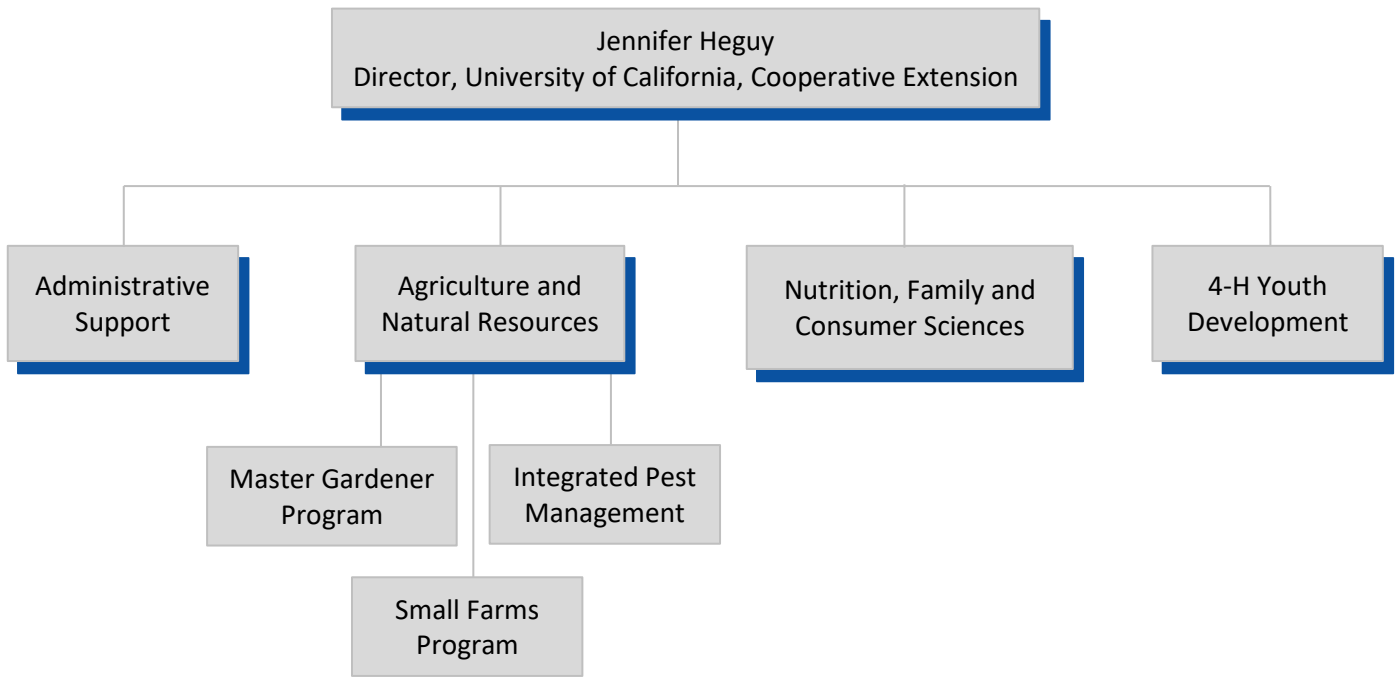 Jennifer Heguy
Director, University of California, Cooperative Extension
Administrative
Support
Agriculture and
Natural Resources
Nutrition, Family and
Consumer Sciences
4-H Youth
Development
Master Gardener
Program
Integrated Pest
Management
Small Farms
Program